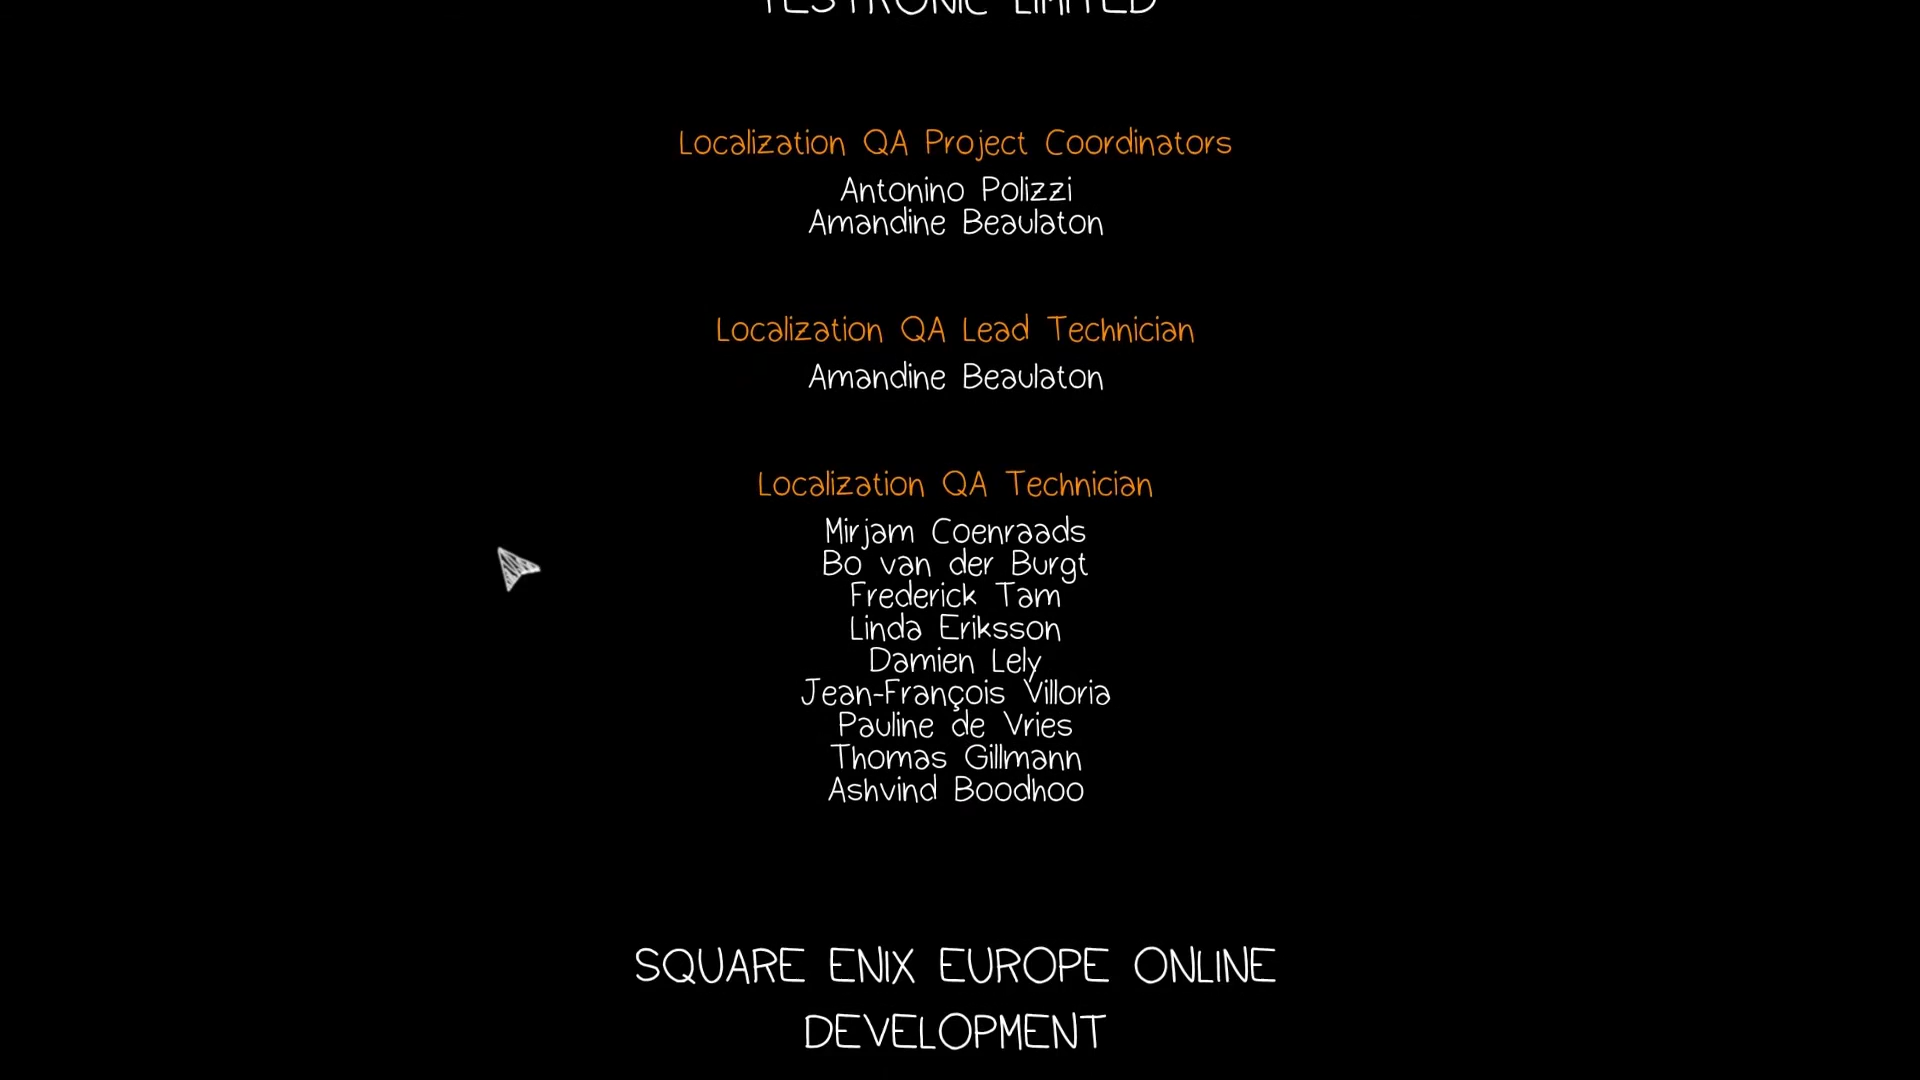 TESTRONIC LIMITED
Localization QA Project Coordinators
Antonino Polizzi
Amandine Beaulaton
Localization QA Lead Technician
Amandine Beaulaton
Localization QA Technician
Mirjam Coenraads
Bo van der Burgt
Frederick Tam
Linda Eriksson
Damien Lely
Jean-François Villoria
Pauline de Vries
Thomas Gillmann
Ashvind Boodhoo
SQUARE ENIX EUROPE ONLINE
DEVELOPMENT